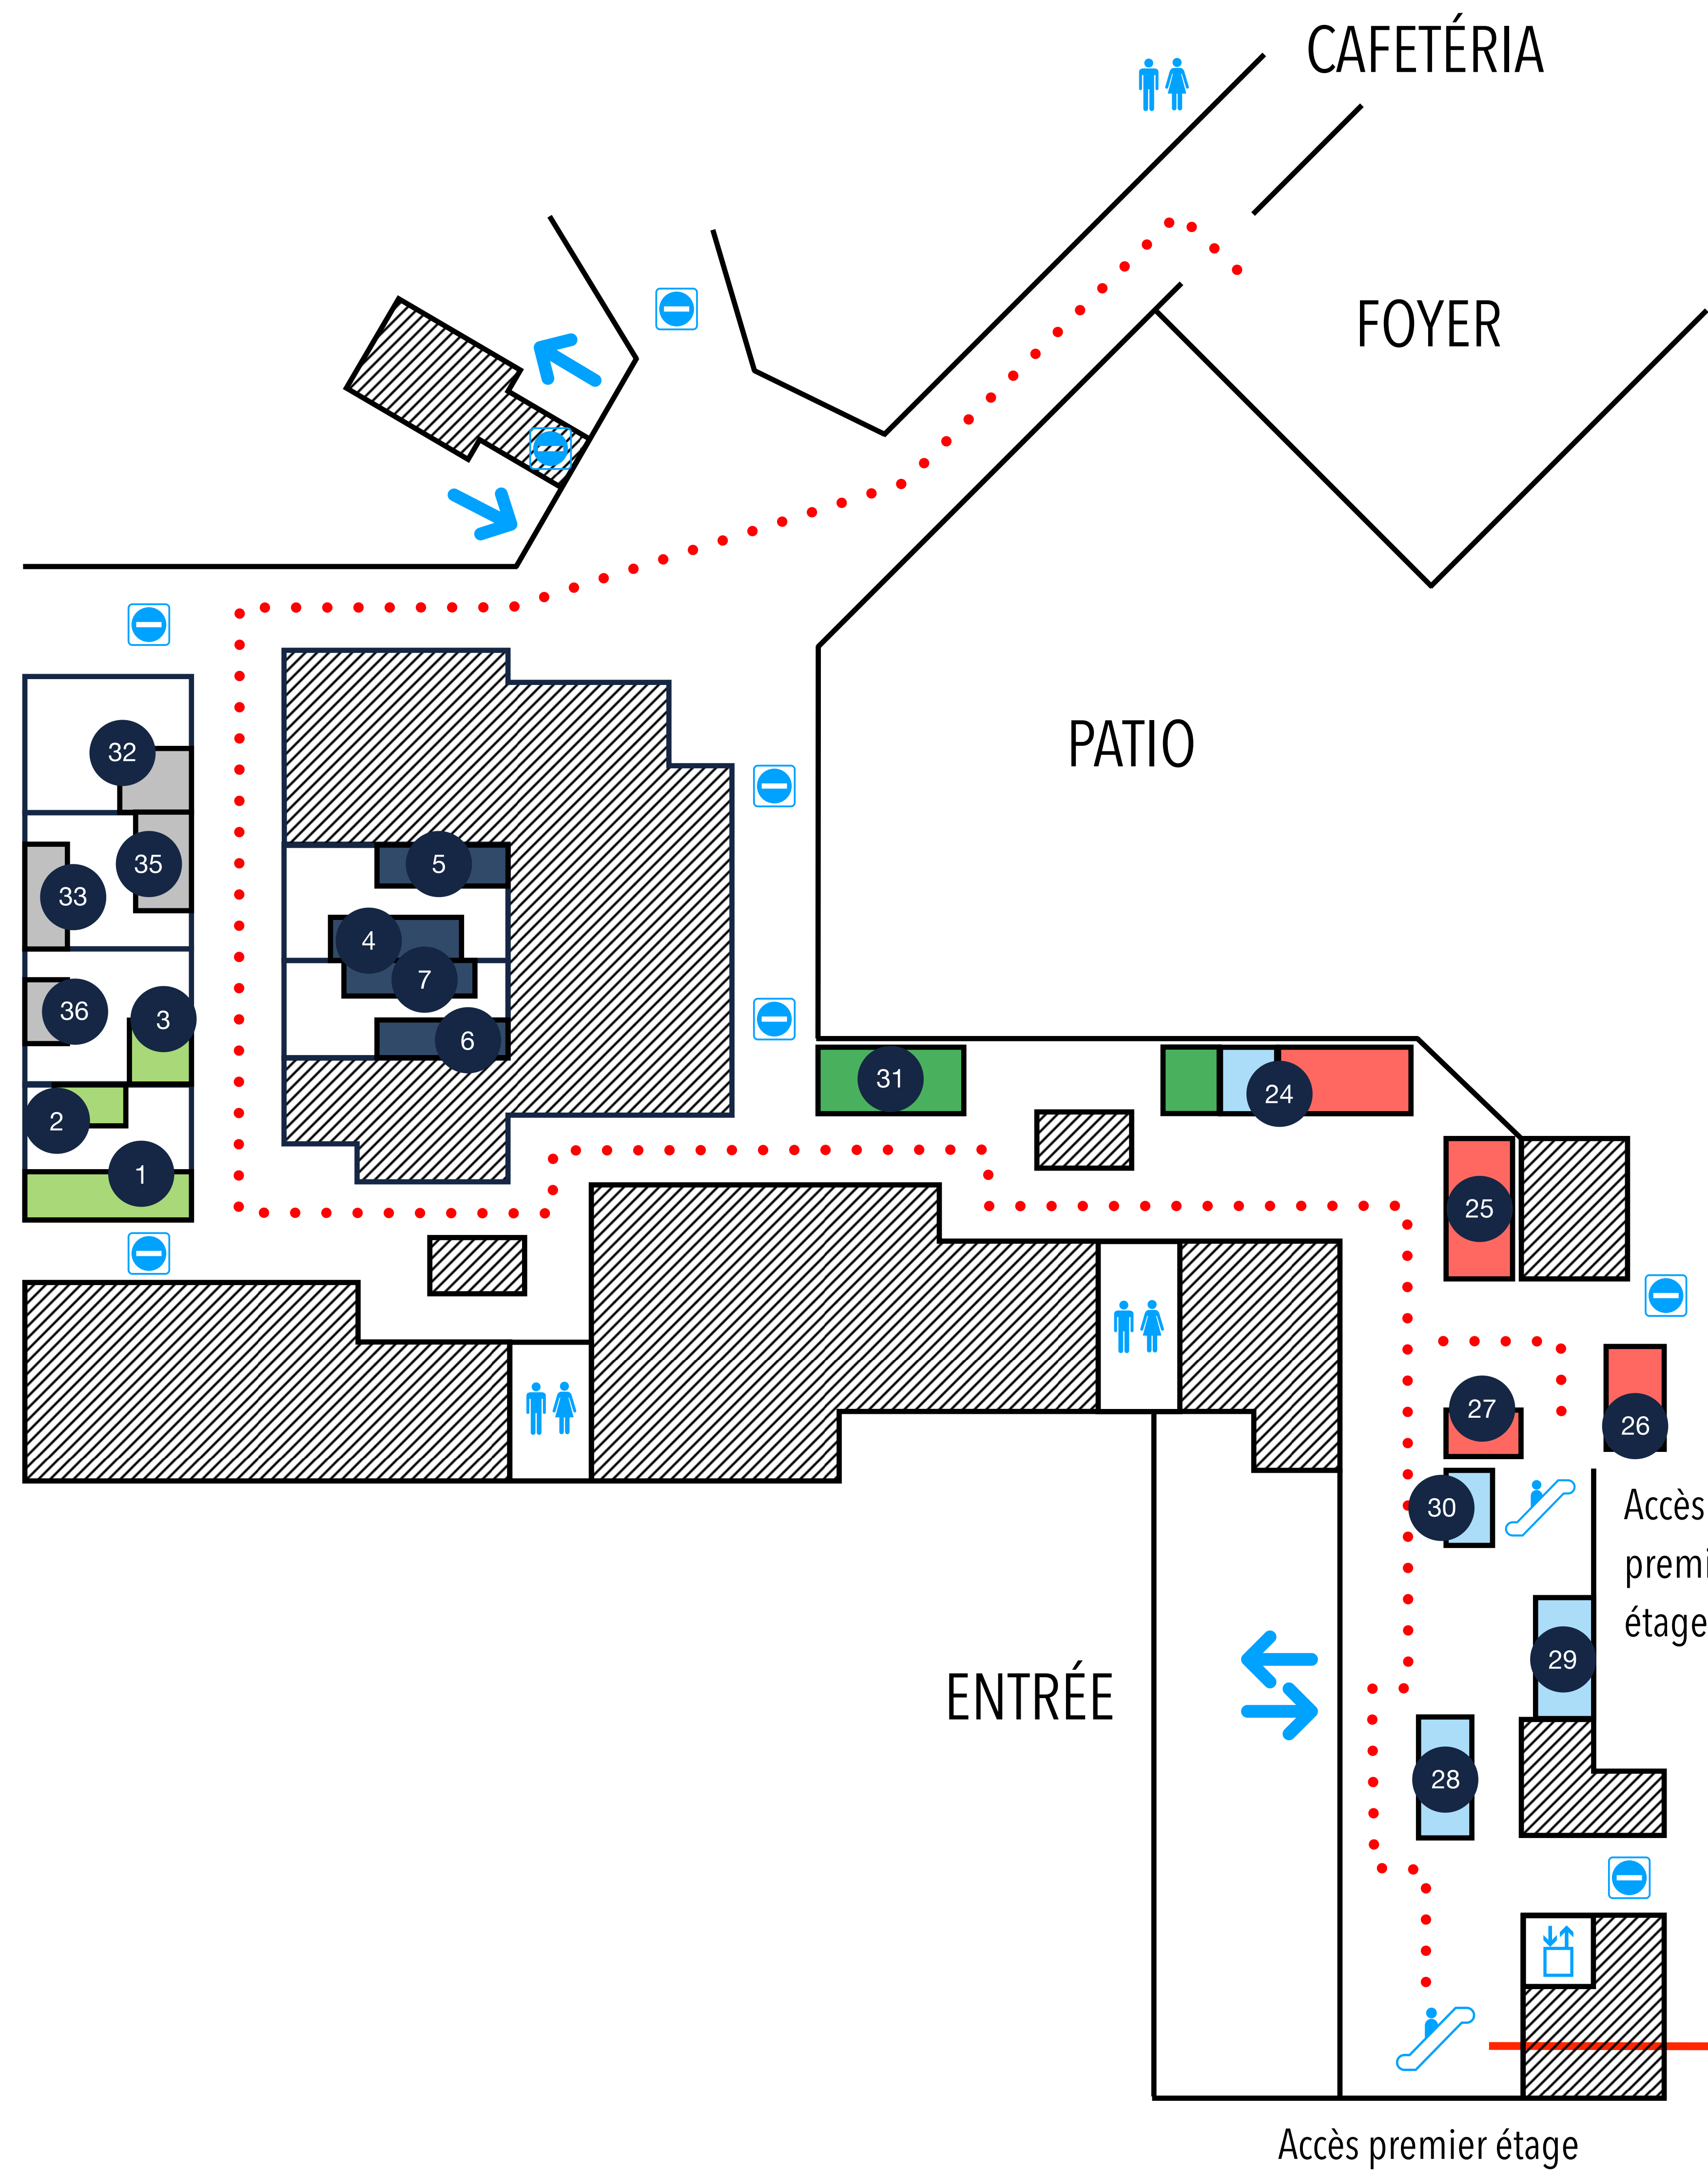 CAFETÉRIA
FOYER
PATIO
32
35
33
5
4
7
36
3
6
31
24
2
1
25
27
26
30
Accès
premi
étage
29
ENTRÉE
28
Accès premier étage